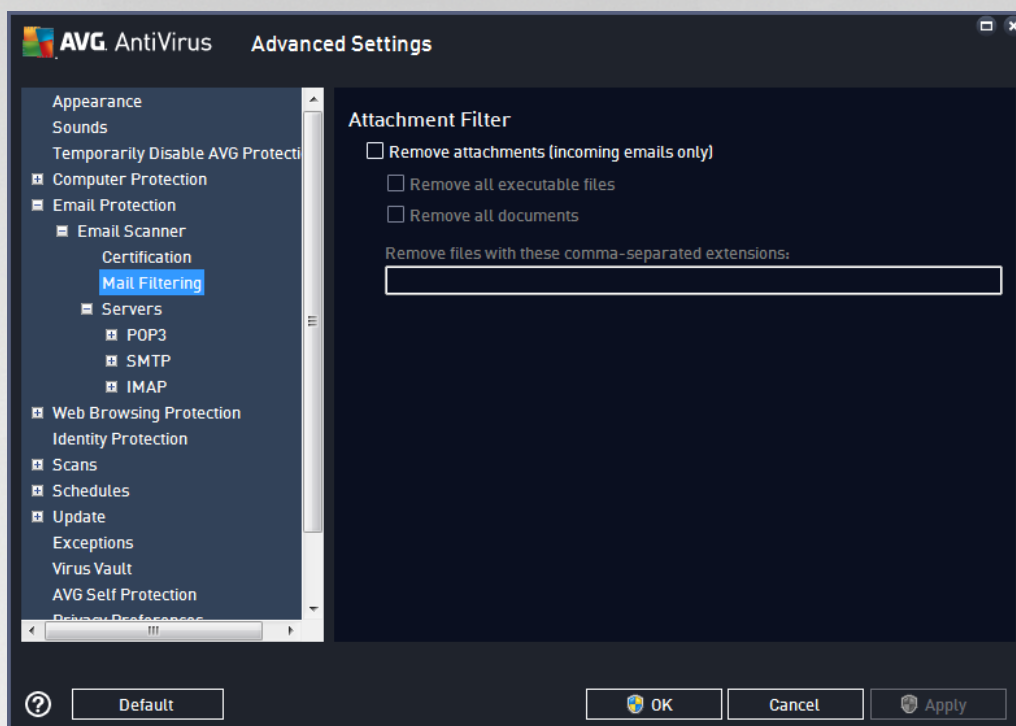 AVG AntiVirus Advanced Settings
Appearance
Sounds
Temporarily Disable AVG Protecti
Computer Protection
Email Protection
Email Scanner
Certification
Mail Filtering
Servers
POP3
SMTP
IMAP
Web Browsing Protection
Identity Protection
Scans
Schedules
Update
Exceptions
Virus Vault
AVG Self Protection
Privacy Preferences
Attachment Filter
Remove attachments (incoming emails only)
Remove all executable files
Remove all documents
Remove files with these comma-separated extensions:
Default
OK
Cancel
Apply